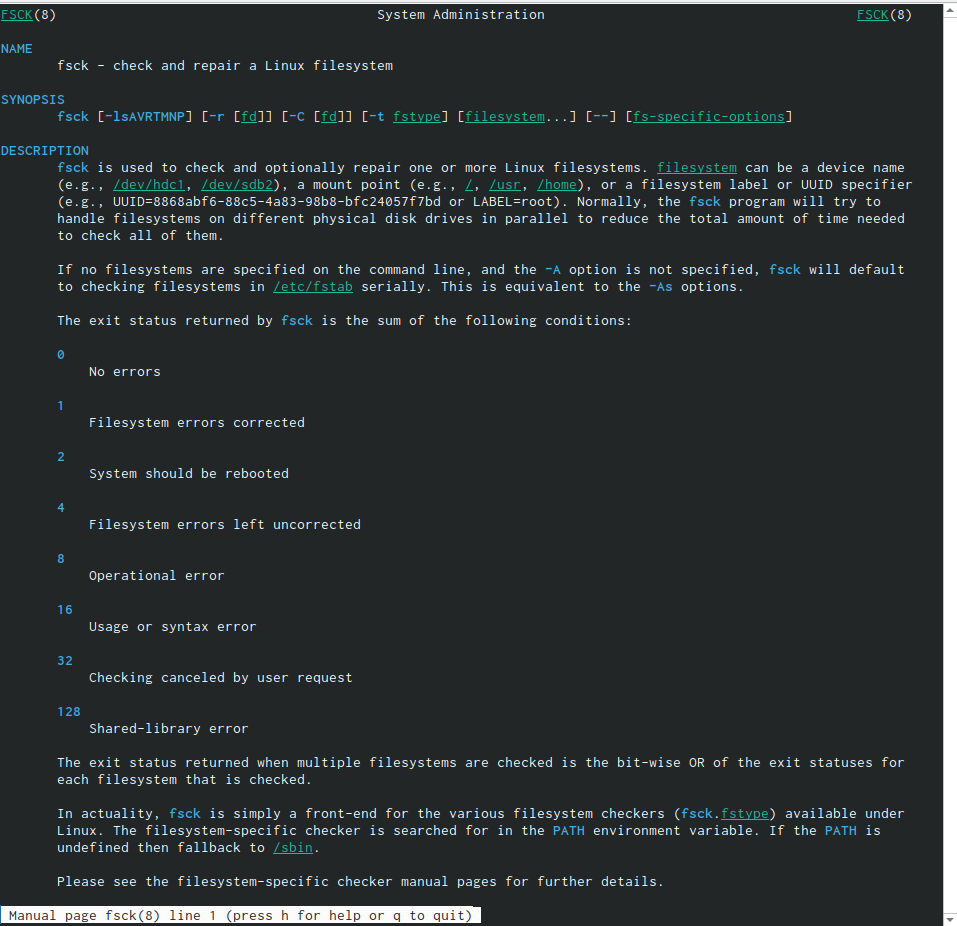 FSCK(8) System Administration FSCK(8)
NAME
fsck - check and repair a Linux filesystem
SYNOPSIS
fsck [-lsAVRTMNP] [-r [fd]] [-C [fd]] [-t fstype] [filesystem...] [--] [fs-specific-options]
DESCRIPTION
fsck is used to check and optionally repair one or more Linux filesystems. filesystem can be a device name
(e.g., /dev/hdc1, /dev/sdb2), a mount point (e.g., /, /usr, /home), or a filesystem label or UUID specifier
(e.g., UUID=8868abf6-88c5-4a83-98b8-bfc24057f7bd or LABEL=root). Normally, the fsck program will try to
handle filesystems on different physical disk drives in parallel to reduce the total amount of time needed
to check all of them.
If no filesystems are specified on the command line, and the -A option is not specified, fsck will default
to checking filesystems in /etc/fstab serially. This is equivalent to the -As options.
The exit status returned by fsck is the sum of the following conditions:
0
No errors
1
Filesystem errors corrected
2
System should be rebooted
4
Filesystem errors left uncorrected
8
Operational error
16
Usage or syntax error
32
Checking canceled by user request
128
Shared-library error
The exit status returned when multiple filesystems are checked is the bit-wise OR of the exit statuses for
each filesystem that is checked.
In actuality, fsck is simply a front-end for the various filesystem checkers (fsck.fstype) available under
Linux. The filesystem-specific checker is searched for in the PATH environment variable. If the PATH is
undefined then fallback to /sbin.
Please see the filesystem-specific checker manual pages for further details.
Manual page fsck(8) line 1 (press h for help or q to quit)